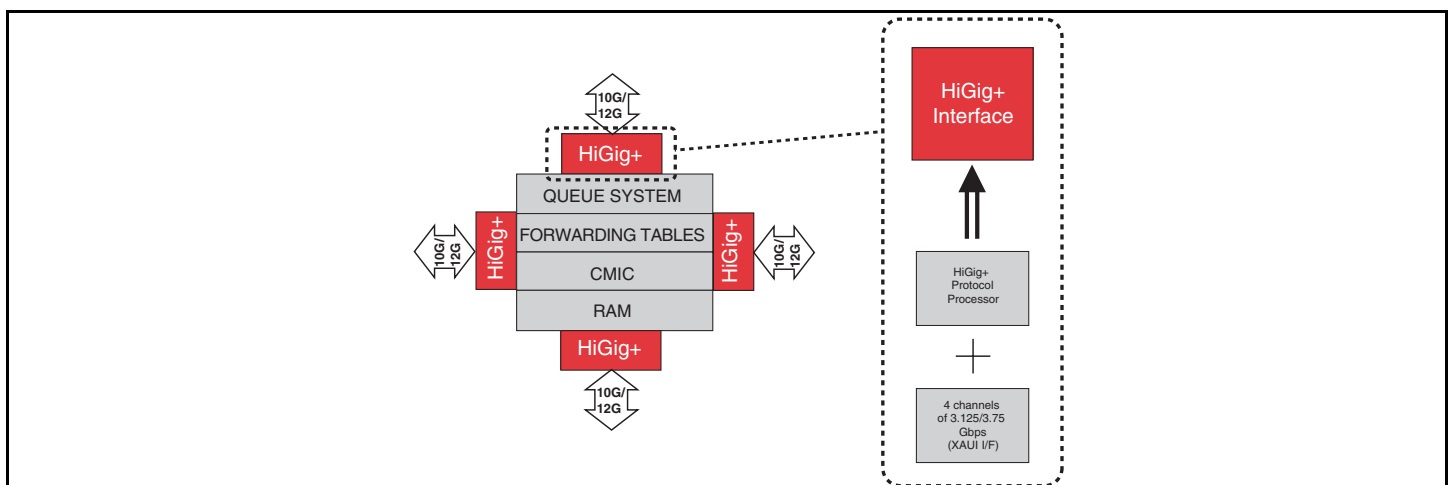 10G/
12G
HiGig+
QUEUE SYSTEM
FORWARDING TABLES
CMIC
RAM
10G/
12G
HiGig+
HiGig+
10G/
12G
HiGig+
10G/
12G
HiGig+
Interface
HiGig+
Protocol
Processor
4 channels
of 3.125/3.75
Gbps
(XAUI I/F)